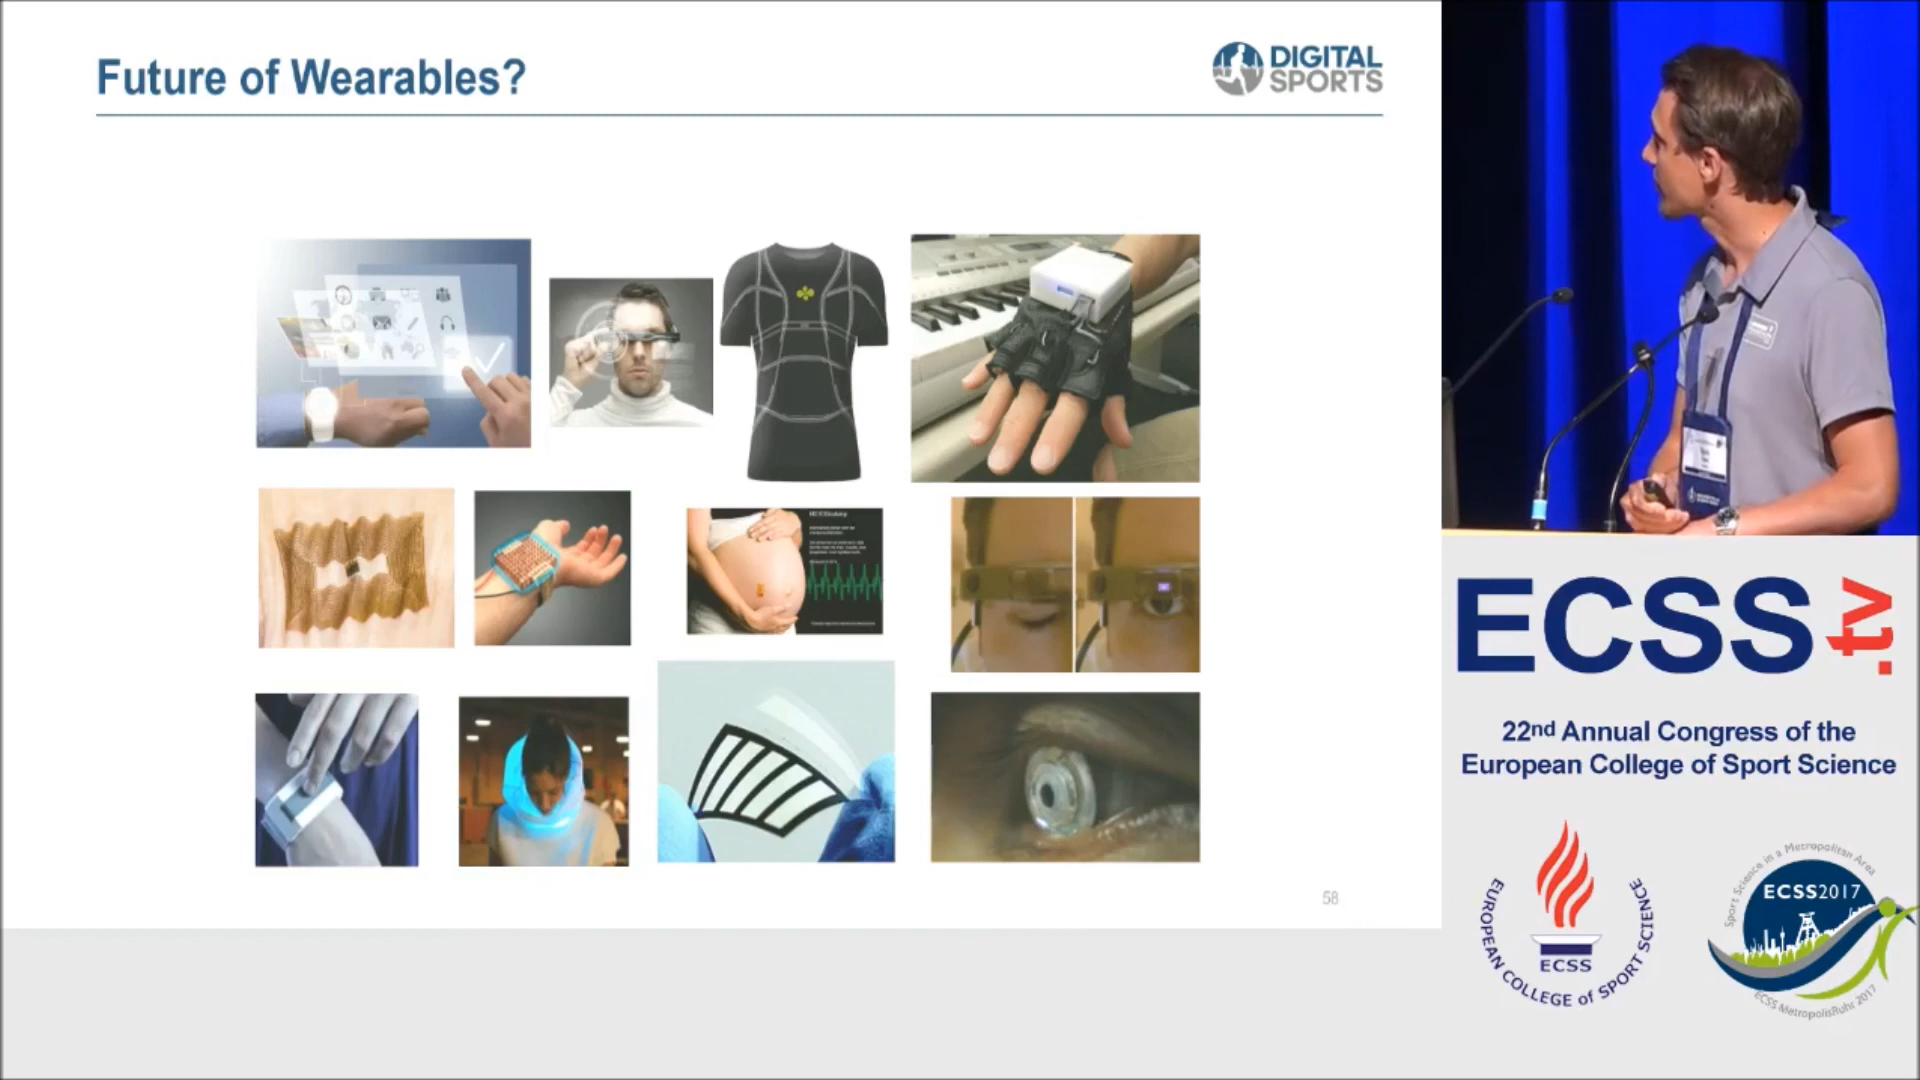 Future of Wearables?
DIGITAL
SPORTS
58
ECSS
.tv
22nd Annual Congress of the
European College of Sport Science
EUROPEAN COLLEGE of SPORT SCIENCE
ECSS
Sport Science in a Metropolitan Area
ECSS2017
ECSS MetropolisRuhr 2017